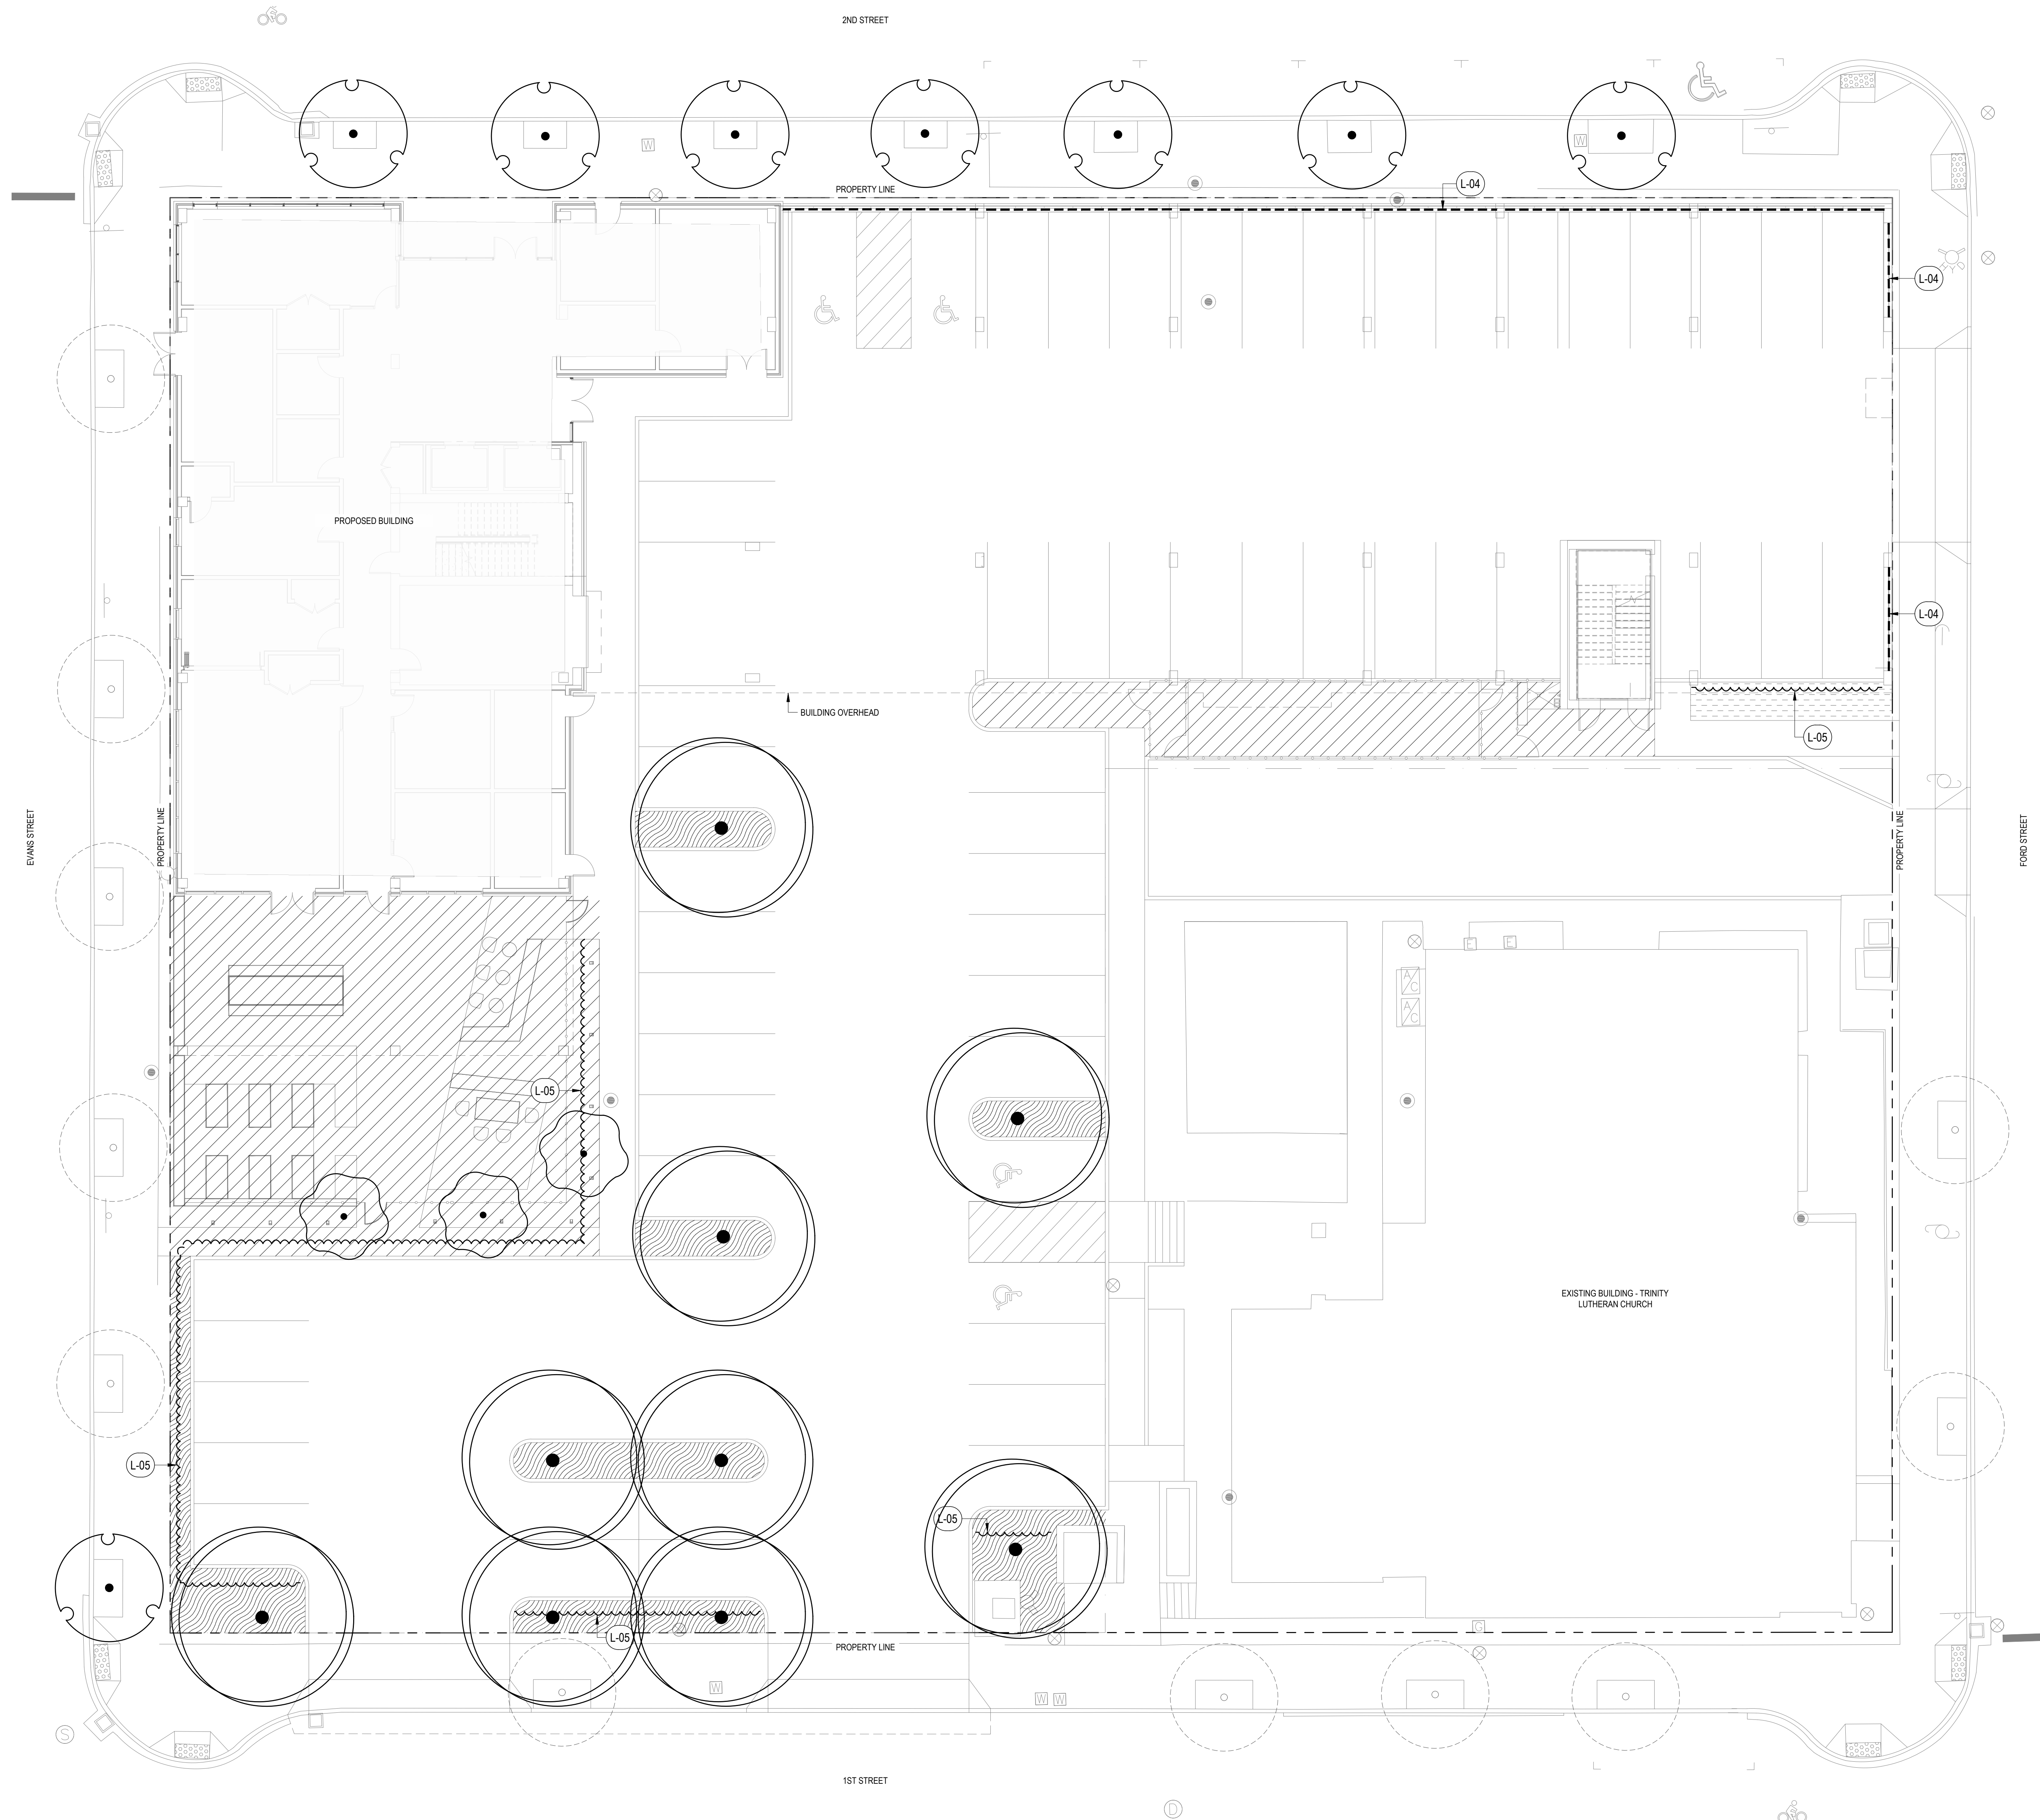 2ND STREET
W
W
PROPERTY LINE
L-04
L-04
PROPOSED BUILDING
L-04
BUILDING OVERHEAD
L-05
EVANS STREET
PROPERTY LINE
PROPERTY LINE
FORD STREET
E
E
A/C
A/C
L-05
EXISTING BUILDING - TRINITY
LUTHERAN CHURCH
L-05
L-05
L-05
G
PROPERTY LINE
W
W
W
S
1ST STREET
D